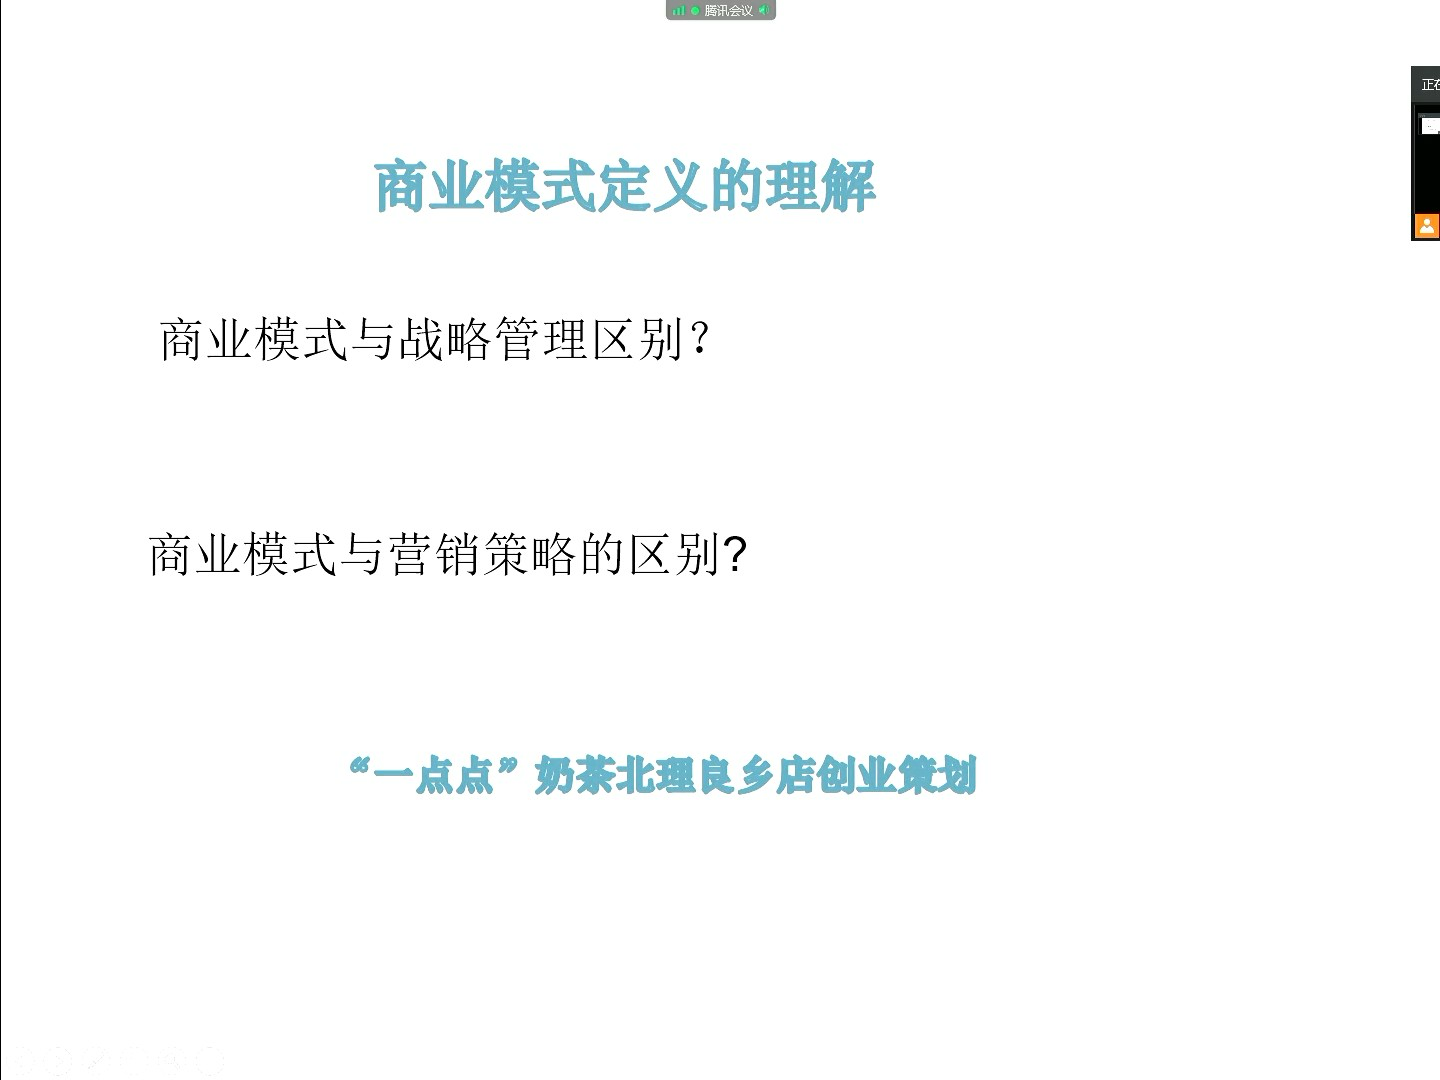 腾讯会议
正在
商业模式定义的理解
商业模式与战略管理区别？
商业模式与营销策略的区别?
“一点点”奶茶北理良乡店创业策划